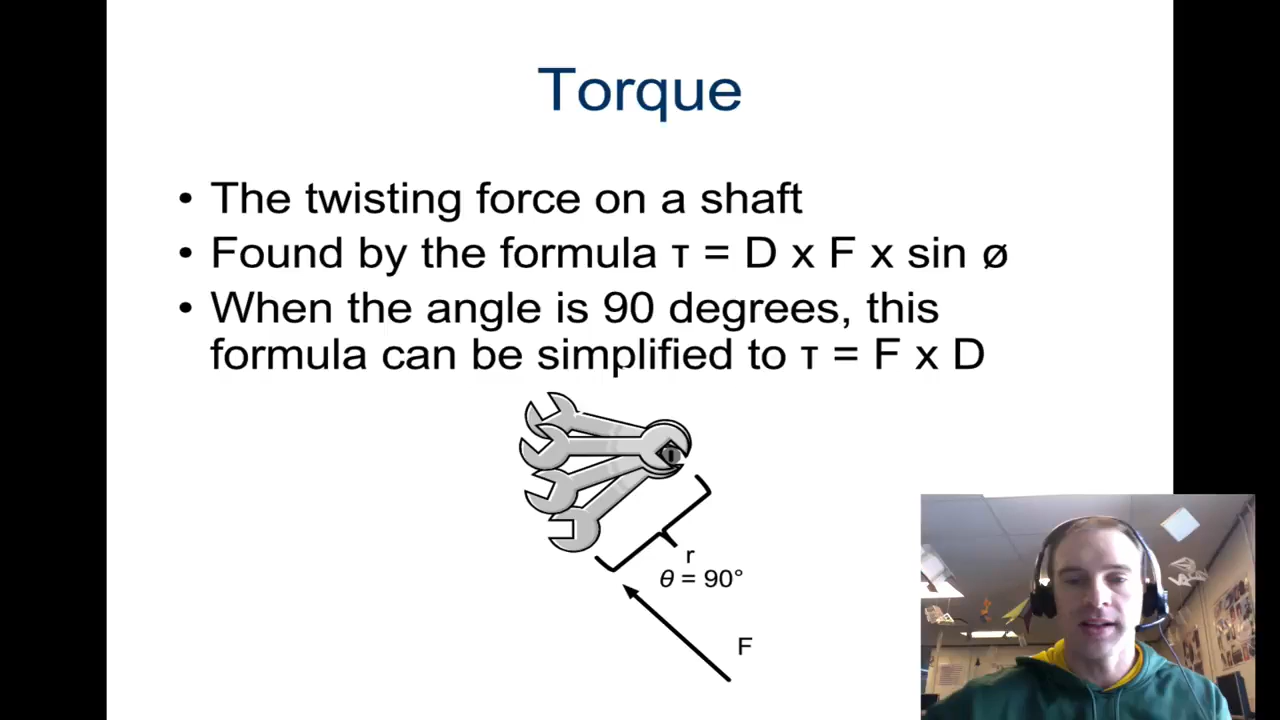 Torque
• The twisting force on a shaft
• Found by the formula τ = D x F x sin ø
• When the angle is 90 degrees, this
formula can be simplified to τ = F x D
r
θ = 90°
F